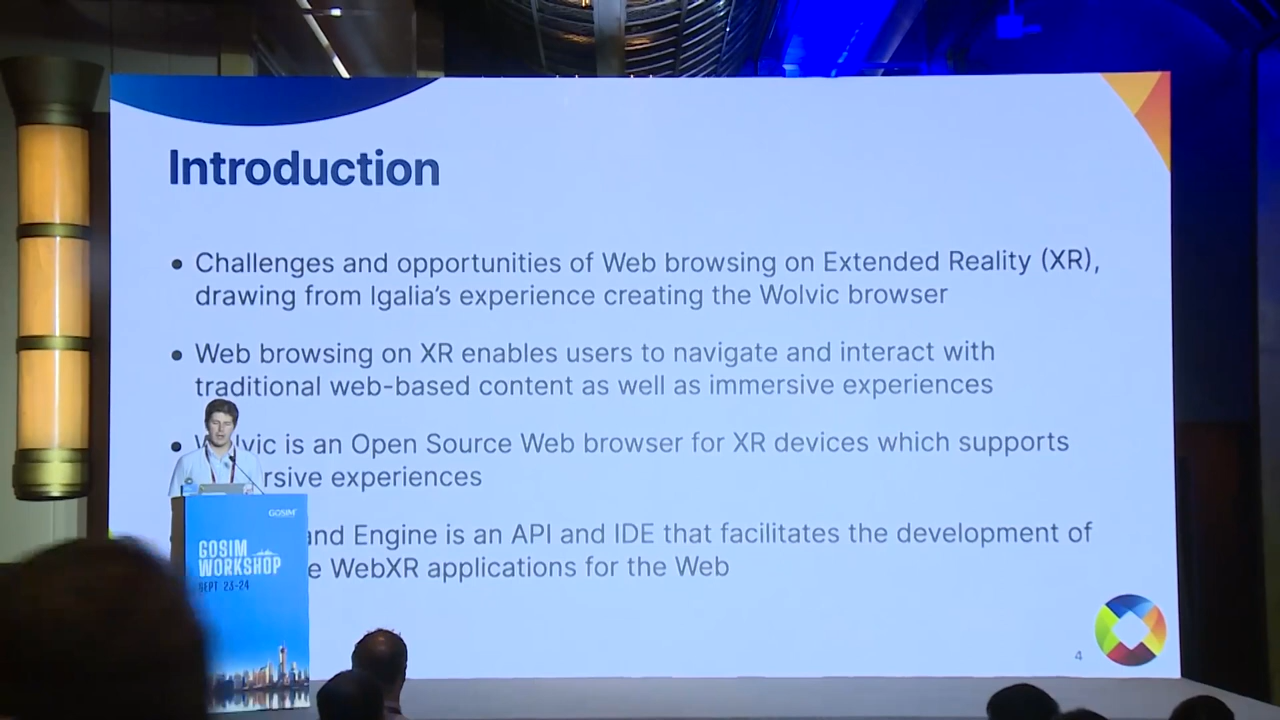 Introduction
• Challenges and opportunities of Web browsing on Extended Reality (XR),
drawing from Igalia's experience creating the Wolvic browser
• Web browsing on XR enables users to navigate and interact with
traditional web-based content as well as immersive experiences
• is an Open Source Web browser for XR devices which supports
experiences
and Engine is an API and IDE that facilitates the development of
WebXR applications for the Web
4
GOSIM
GOSIM
WORKSHOP
SEPT 23-24